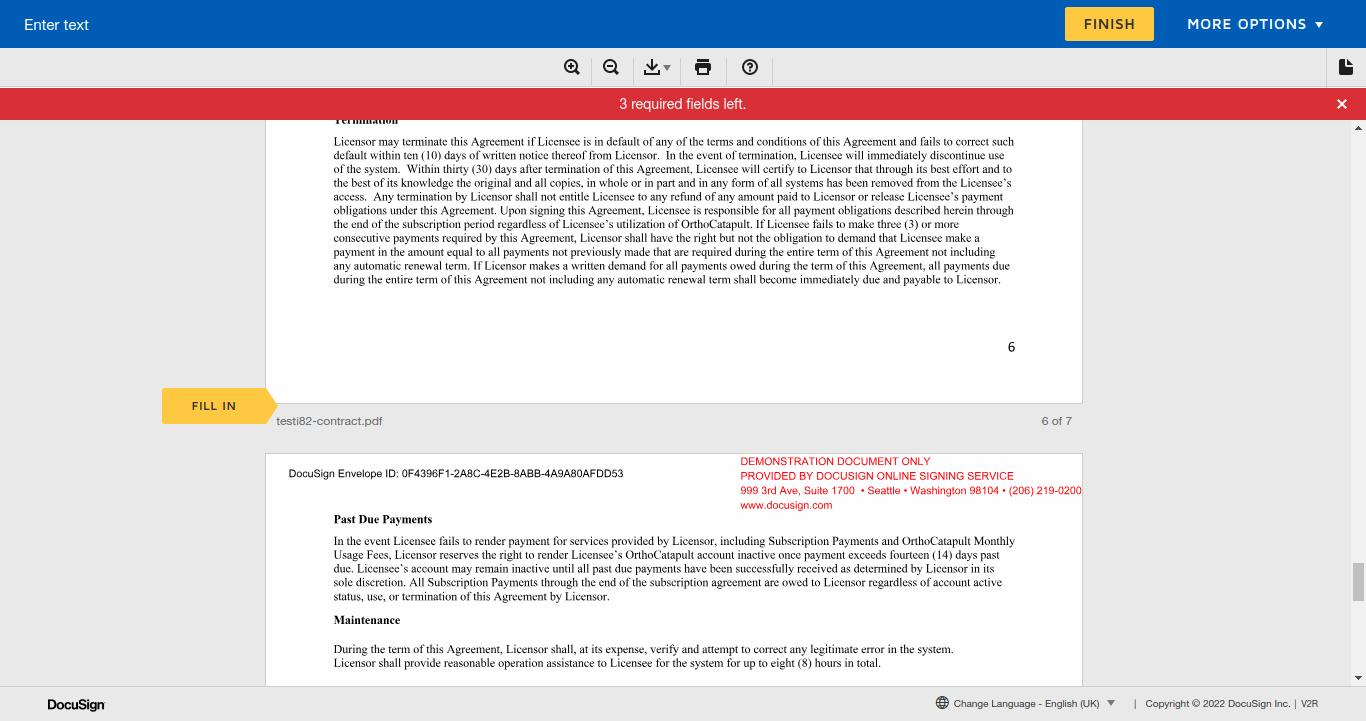 Enter text
FINISH
MORE OPTIONS
3 required fields left.
Termination
Licensor may terminate this Agreement if Licensee is in default of any of the terms and conditions of this Agreement and fails to correct such
default within ten (10) days of written notice thereof from Licensor. In the event of termination, Licensee will immediately discontinue use
of the system. Within thirty (30) days after termination of this Agreement, Licensee will certify to Licensor that through its best effort and to
the best of its knowledge the original and all copies, in whole or in part and in any form of all systems has been removed from the Licensee's
access. Any termination by Licensor shall not entitle Licensee to any refund of any amount paid to Licensor or release Licensee's payment
obligations under this Agreement. Upon signing this Agreement, Licensee is responsible for all payment obligations described herein through
the end of the subscription period regardless of Licensee's utilization of OrthoCatapult. If Licensee fails to make three (3) or more
consecutive payments required by this Agreement, Licensor shall have the right but not the obligation to demand that Licensee make a
payment in the amount equal to all payments not previously made that are required during the entire term of this Agreement not including
any automatic renewal term. If Licensor makes a written demand for all payments owed during the term of this Agreement, all payments due
during the entire term of this Agreement not including any automatic renewal term shall become immediately due and payable to Licensor.
6
FILL IN
testi82-contract.pdf
6 of 7
DocuSign Envelope ID: 0F4396F1-2A8C-4E2B-8ABB-4A9A80AFDD53
DEMONSTRATION DOCUMENT ONLY
PROVIDED BY DOCUSIGN ONLINE SIGNING SERVICE
999 3rd Ave, Suite 1700 • Seattle • Washington 98104 • (206) 219-0200
www.docusign.com
Past Due Payments
In the event Licensee fails to render payment for services provided by Licensor, including Subscription Payments and OrthoCatapult Monthly
Usage Fees, Licensor reserves the right to render Licensee's OrthoCatapult account inactive once payment exceeds fourteen (14) days past
due. Licensee's account may remain inactive until all past due payments have been successfully received as determined by Licensor in its
sole discretion. All Subscription Payments through the end of the subscription agreement are owed to Licensor regardless of account active
status, use, or termination of this Agreement by Licensor.
Maintenance
During the term of this Agreement, Licensor shall, at its expense, verify and attempt to correct any legitimate error in the system.
Licensor shall provide reasonable operation assistance to Licensee for the system for up to eight (8) hours in total.
DocuSign
Change Language - English (UK)
| Copyright © 2022 DocuSign Inc. | V2R